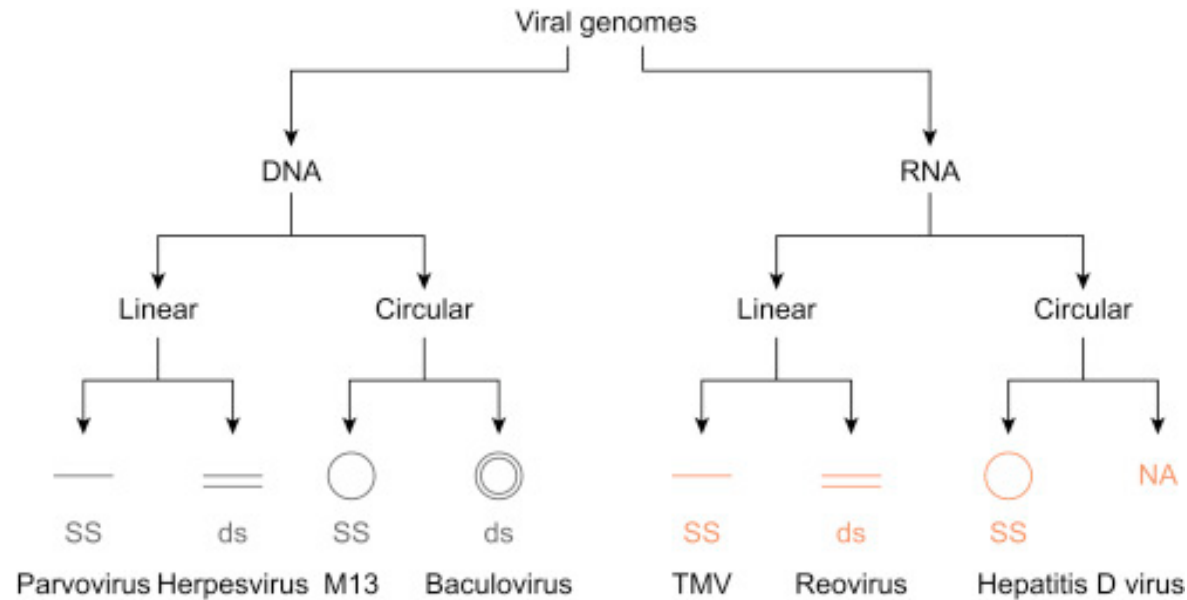 Viral genomes
DNA RNA
Linear Circular Linear Circular
NA
SS ds SS ds SS ds SS
Parvovirus Herpesvirus M13 Baculovirus TMV Reovirus Hepatitis D virus